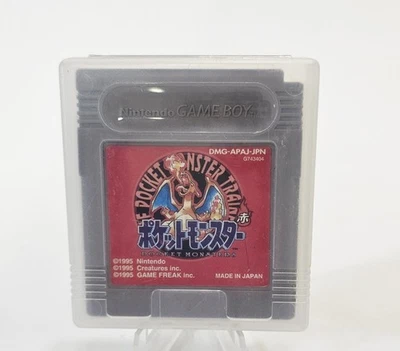 Nintendo GAME BOY
DMG-APAJ-JPN
G743404
THE POCKET MONSTER TRAINER
赤
ポケットモンスター
POCKET MONSTERS
©1995 Nintendo
©1995 Creatures inc.
©1995 GAME FREAK inc.
MADE IN JAPAN